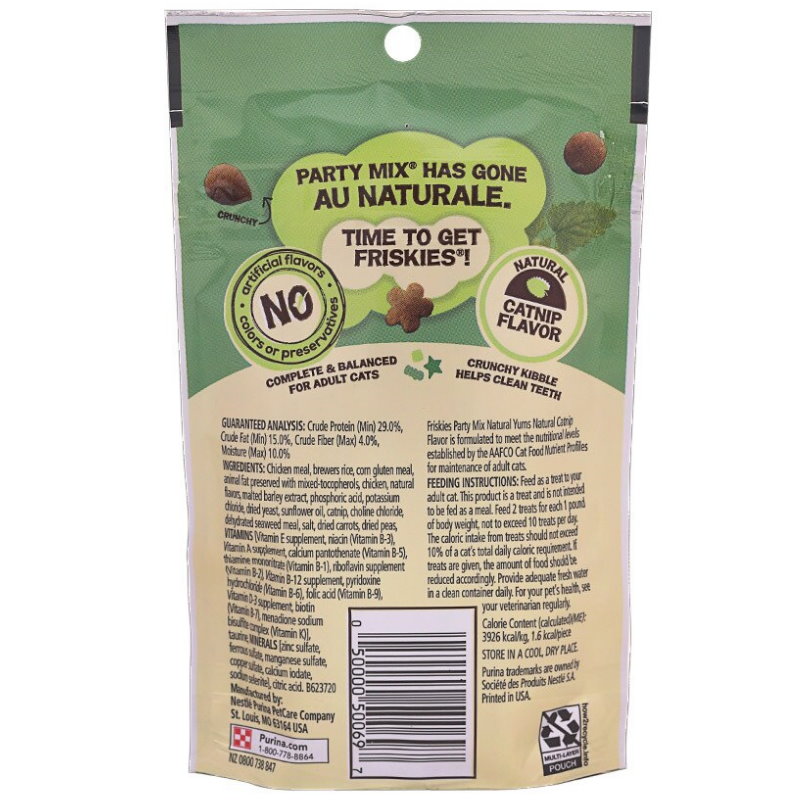 PARTY MIX® HAS GONE
AU NATURALE.
CRUNCHY
TIME TO GET
FRISKIES®!
NO
artificial flavors
colors or preservatives
NATURAL
CATNIP
FLAVOR
COMPLETE & BALANCED
FOR ADULT CATS
CRUNCHY KIBBLE
HELPS CLEAN TEETH
GUARANTEED ANALYSIS: Crude Protein (Min) 29.0%,
Crude Fat (Min) 15.0%, Crude Fiber (Max) 4.0%,
Moisture (Max) 10.0%
INGREDIENTS: Chicken meal, brewers rice, corn gluten meal,
animal fat preserved with mixed-tocopherols, chicken, natural
flavors, malted barley extract, phosphoric acid, potassium
chloride, dried yeast, sunflower oil, catnip, choline chloride,
dehydrated seaweed meal, salt, dried carrots, dried peas,
VITAMINS [Vitamin E supplement, niacin (Vitamin B-3),
Vitamin A supplement, calcium pantothenate (Vitamin B-5),
thiamine mononitrate (Vitamin B-1), riboflavin supplement
(Vitamin B-2), Vitamin B-12 supplement, pyridoxine
hydrochloride (Vitamin B-6), folic acid (Vitamin B-9),
Vitamin D-3 supplement, biotin
(Vitamin B-7), menadione sodium
bisulfite complex (Vitamin K)],
taurine, MINERALS [zinc sulfate,
ferrous sulfate, manganese sulfate,
copper sulfate, calcium iodate,
sodium selenite], citric acid. B623720
Manufactured by:
Nestlé Purina PetCare Company
St. Louis, MO 63164 USA
Purina.com
1-800-778-8864
NZ 0800 738 847
Friskies Party Mix Natural Yums Natural Catnip
Flavor is formulated to meet the nutritional levels
established by the AAFCO Cat Food Nutrient Profiles
for maintenance of adult cats.
FEEDING INSTRUCTIONS: Feed as a treat to your
adult cat. This product is a treat and is not intended
to be fed as a meal. Feed 2 treats for each 1 pound
of body weight, not to exceed 10 treats per day.
The caloric intake from treats should not exceed
10% of a cat's total daily caloric requirement. If
treats are given, the amount of food should be
reduced accordingly. Provide adequate fresh water
in a clean container daily. For your pet's health, see
your veterinarian regularly.
Calorie Content (calculated)(ME):
3926 kcal/kg, 1.6 kcal/piece
STORE IN A COOL, DRY PLACE.
Purina trademarks are owned by
Société des Produits Nestlé S.A.
Printed in USA.
0 50000 50069 7
how2recycle.info
MULTI-LAYER
POUCH